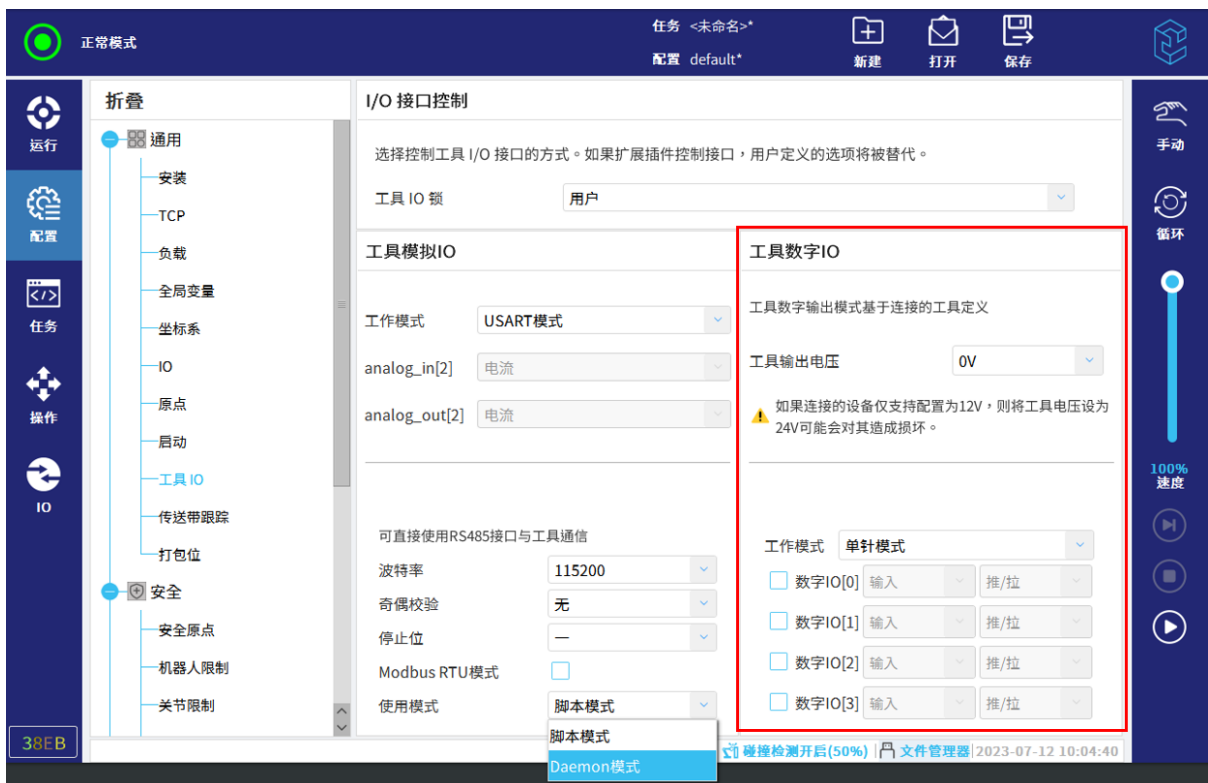 正常模式
任务 <未命名>*
配置 default*
新建
打开
保存
运行
配置
任务
操作
IO
38EB
折叠
通用
安装
TCP
负载
全局变量
坐标系
IO
原点
启动
工具 IO
传送带跟踪
打包位
安全
安全原点
机器人限制
关节限制
I/O 接口控制
选择控制工具 I/O 接口的方式。如果扩展插件控制接口，用户定义的选项将被替代。
工具 IO 锁 用户
工具模拟IO
工作模式 USART模式
analog_in[2] 电流
analog_out[2] 电流
可直接使用RS485接口与工具通信
波特率 115200
奇偶校验 无
停止位 一
Modbus RTU模式
使用模式 脚本模式
脚本模式
Daemon模式
工具数字IO
工具数字输出模式基于连接的工具定义
工具输出电压 0V
如果连接的设备仅支持配置为12V，则将工具电压设为
24V可能会对其造成损坏。
工作模式 单针模式
数字IO[0] 输入 推/拉
数字IO[1] 输入 推/拉
数字IO[2] 输入 推/拉
数字IO[3] 输入 推/拉
碰撞检测开启(50%) 文件管理器 2023-07-12 10:04:40
手动
循环
100%
速度